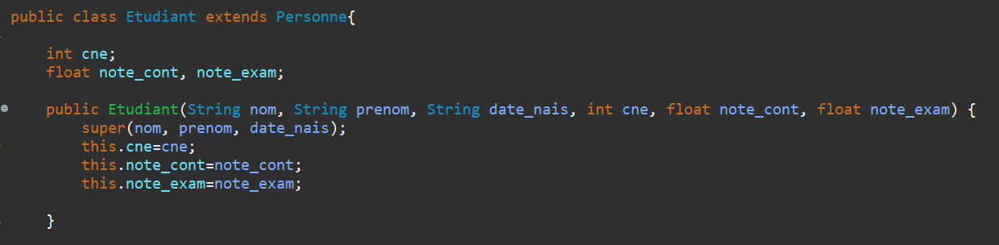 public class Etudiant extends Personne{
int cne;
float note_cont, note_exam;
public Etudiant(String nom, String prenom, String date_nais, int cne, float note_cont, float note_exam) {
super(nom, prenom, date_nais);
this.cne=cne;
this.note_cont=note_cont;
this.note_exam=note_exam;
}